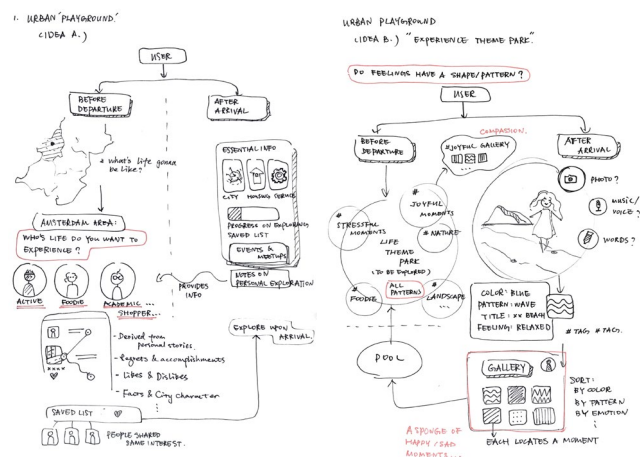 1. URBAN 'PLAYGROUND.'
(IDEA A.)
USER
BEFORE
DEPARTURE
AFTER
ARRIVAL
* what's life gonna
be like?
AMSTERDAM AREA:
WHO'S LIFE DO YOU WANT TO
EXPERIENCE?
ACTIVE
FOODIE
ACADEMIC ...
SHOPPER...
- Derived from
personal stories.
- Regrets & accomplishments
- Likes & Dislikes
- Facts & City character
SAVED LIST
PEOPLE SHARED
SAME INTEREST.
ESSENTIAL INFO
CITY
HOUSING
SERVICE
PROGRESS ON EXPLORING
SAVED LIST
EVENTS &
MEETUPS
NOTES ON
PERSONAL EXPLORATION
PROVIDES
INFO
EXPLORE UPON
ARRIVAL
URBAN PLAYGROUND
(IDEA B.) "EXPERIENCE THEME PARK."
DO FEELINGS HAVE A SHAPE/PATTERN?
USER
BEFORE
DEPARTURE
COMPASSION.
#JOYFUL GALLERY
AFTER
ARRIVAL
PHOTO?
MUSIC/
VOICE?
WORDS?
#
STRESSFUL
MOMENTS
#
JOYFUL
MOMENTS
#NATURE
LIFE
THEME
PARK
(TO BE EXPLORED)
ALL
PATTERNS
#
FOODIE
#
LANDSCAPE
...
COLOR: BLUE
PATTERN: WAVE
TITLE: ** BEACH
FEELING: RELAXED
# TAG # TAG.
POOL
GALLERY
SORT:
BY COLOR
BY PATTERN
BY EMOTION
A SPONGE OF
HAPPY/SAD
MOMENTS...
EACH LOCATES A MOMENT